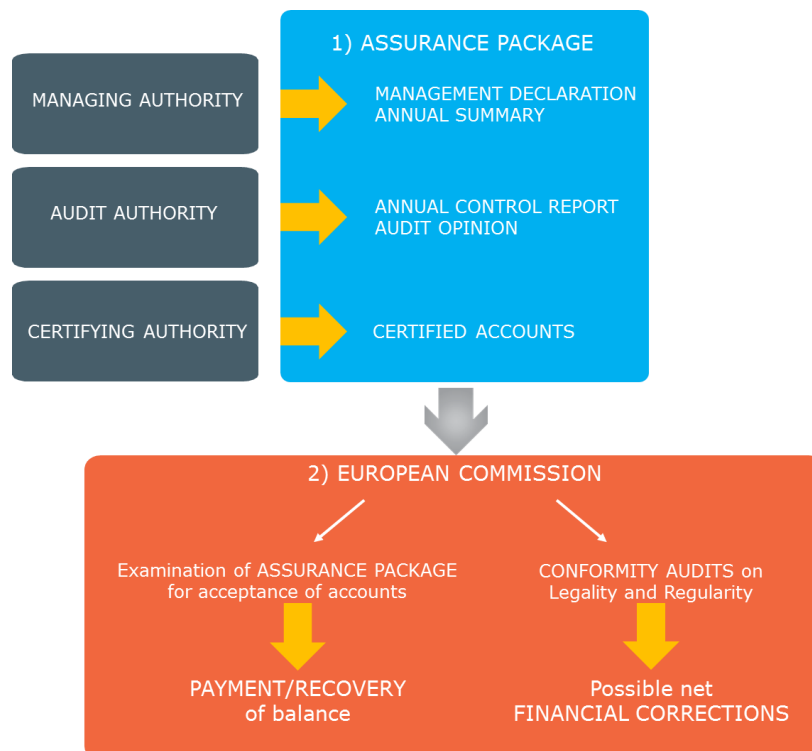 1) ASSURANCE PACKAGE
MANAGING AUTHORITY
MANAGEMENT DECLARATION
ANNUAL SUMMARY
AUDIT AUTHORITY
ANNUAL CONTROL REPORT
AUDIT OPINION
CERTIFYING AUTHORITY
CERTIFIED ACCOUNTS
2) EUROPEAN COMMISSION
Examination of ASSURANCE PACKAGE
for acceptance of accounts
CONFORMITY AUDITS on
Legality and Regularity
PAYMENT/RECOVERY
of balance
Possible net
FINANCIAL CORRECTIONS